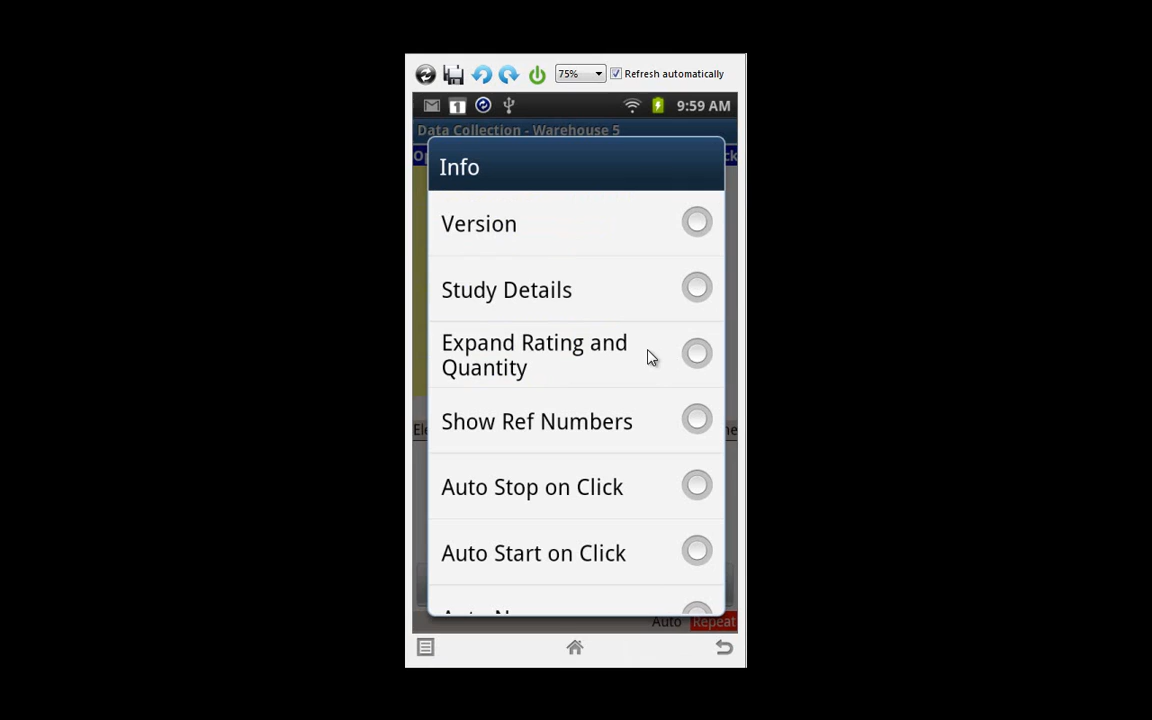 75%
Refresh automatically
1
9:59 AM
Data Collection - Warehouse 5
Info
Version
Study Details
Expand Rating and
Quantity
Show Ref Numbers
Auto Stop on Click
Auto Start on Click
Auto
Repeat